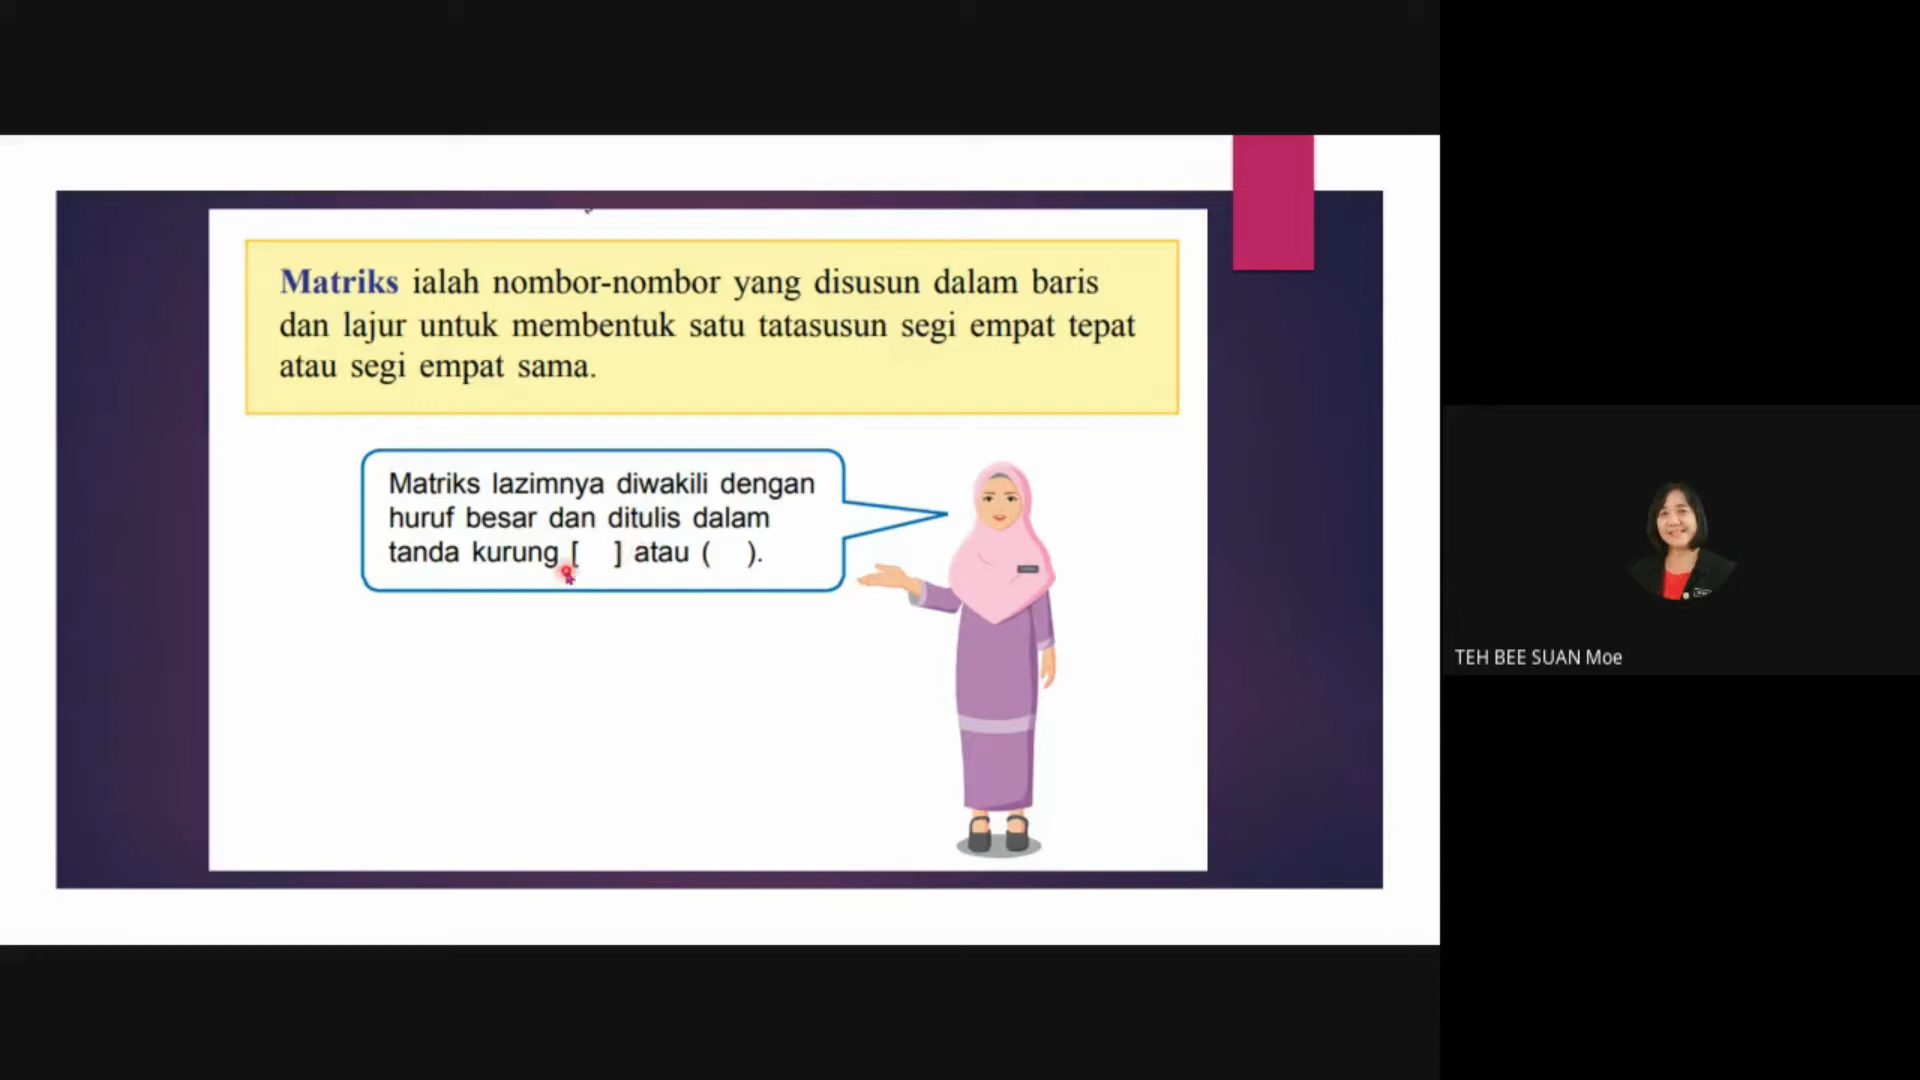 Matriks ialah nombor-nombor yang disusun dalam baris
dan lajur untuk membentuk satu tatasusun segi empat tepat
atau segi empat sama.
Matriks lazimnya diwakili dengan
huruf besar dan ditulis dalam
tanda kurung [ ] atau ( ).
TEH BEE SUAN Moe